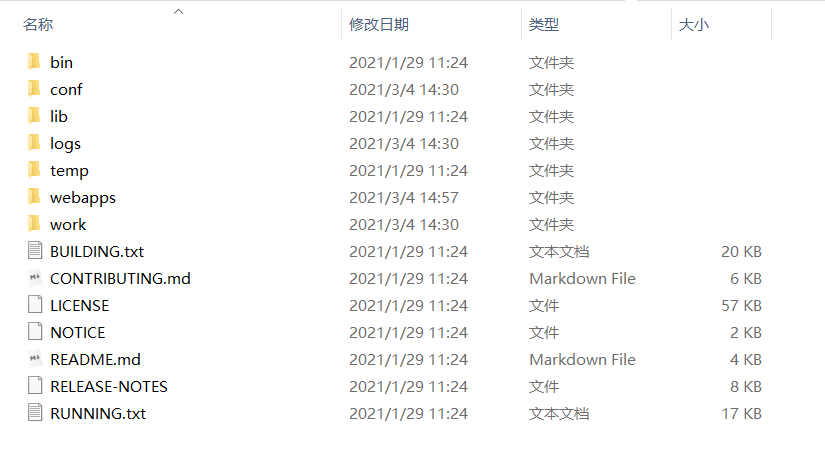 名称 修改日期 类型 大小
bin 2021/1/29 11:24 文件夹
conf 2021/3/4 14:30 文件夹
lib 2021/1/29 11:24 文件夹
logs 2021/3/4 14:30 文件夹
temp 2021/1/29 11:24 文件夹
webapps 2021/3/4 14:57 文件夹
work 2021/3/4 14:30 文件夹
BUILDING.txt 2021/1/29 11:24 文本文档 20 KB
CONTRIBUTING.md 2021/1/29 11:24 Markdown File 6 KB
LICENSE 2021/1/29 11:24 文件 57 KB
NOTICE 2021/1/29 11:24 文件 2 KB
README.md 2021/1/29 11:24 Markdown File 4 KB
RELEASE-NOTES 2021/1/29 11:24 文件 8 KB
RUNNING.txt 2021/1/29 11:24 文本文档 17 KB